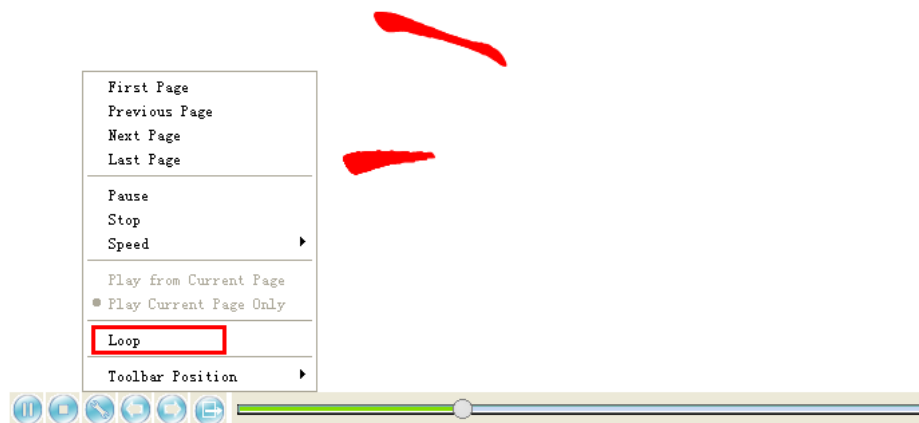 First Page
Previous Page
Next Page
Last Page
Pause
Stop
Speed
Play from Current Page
Play Current Page Only
Loop
Toolbar Position